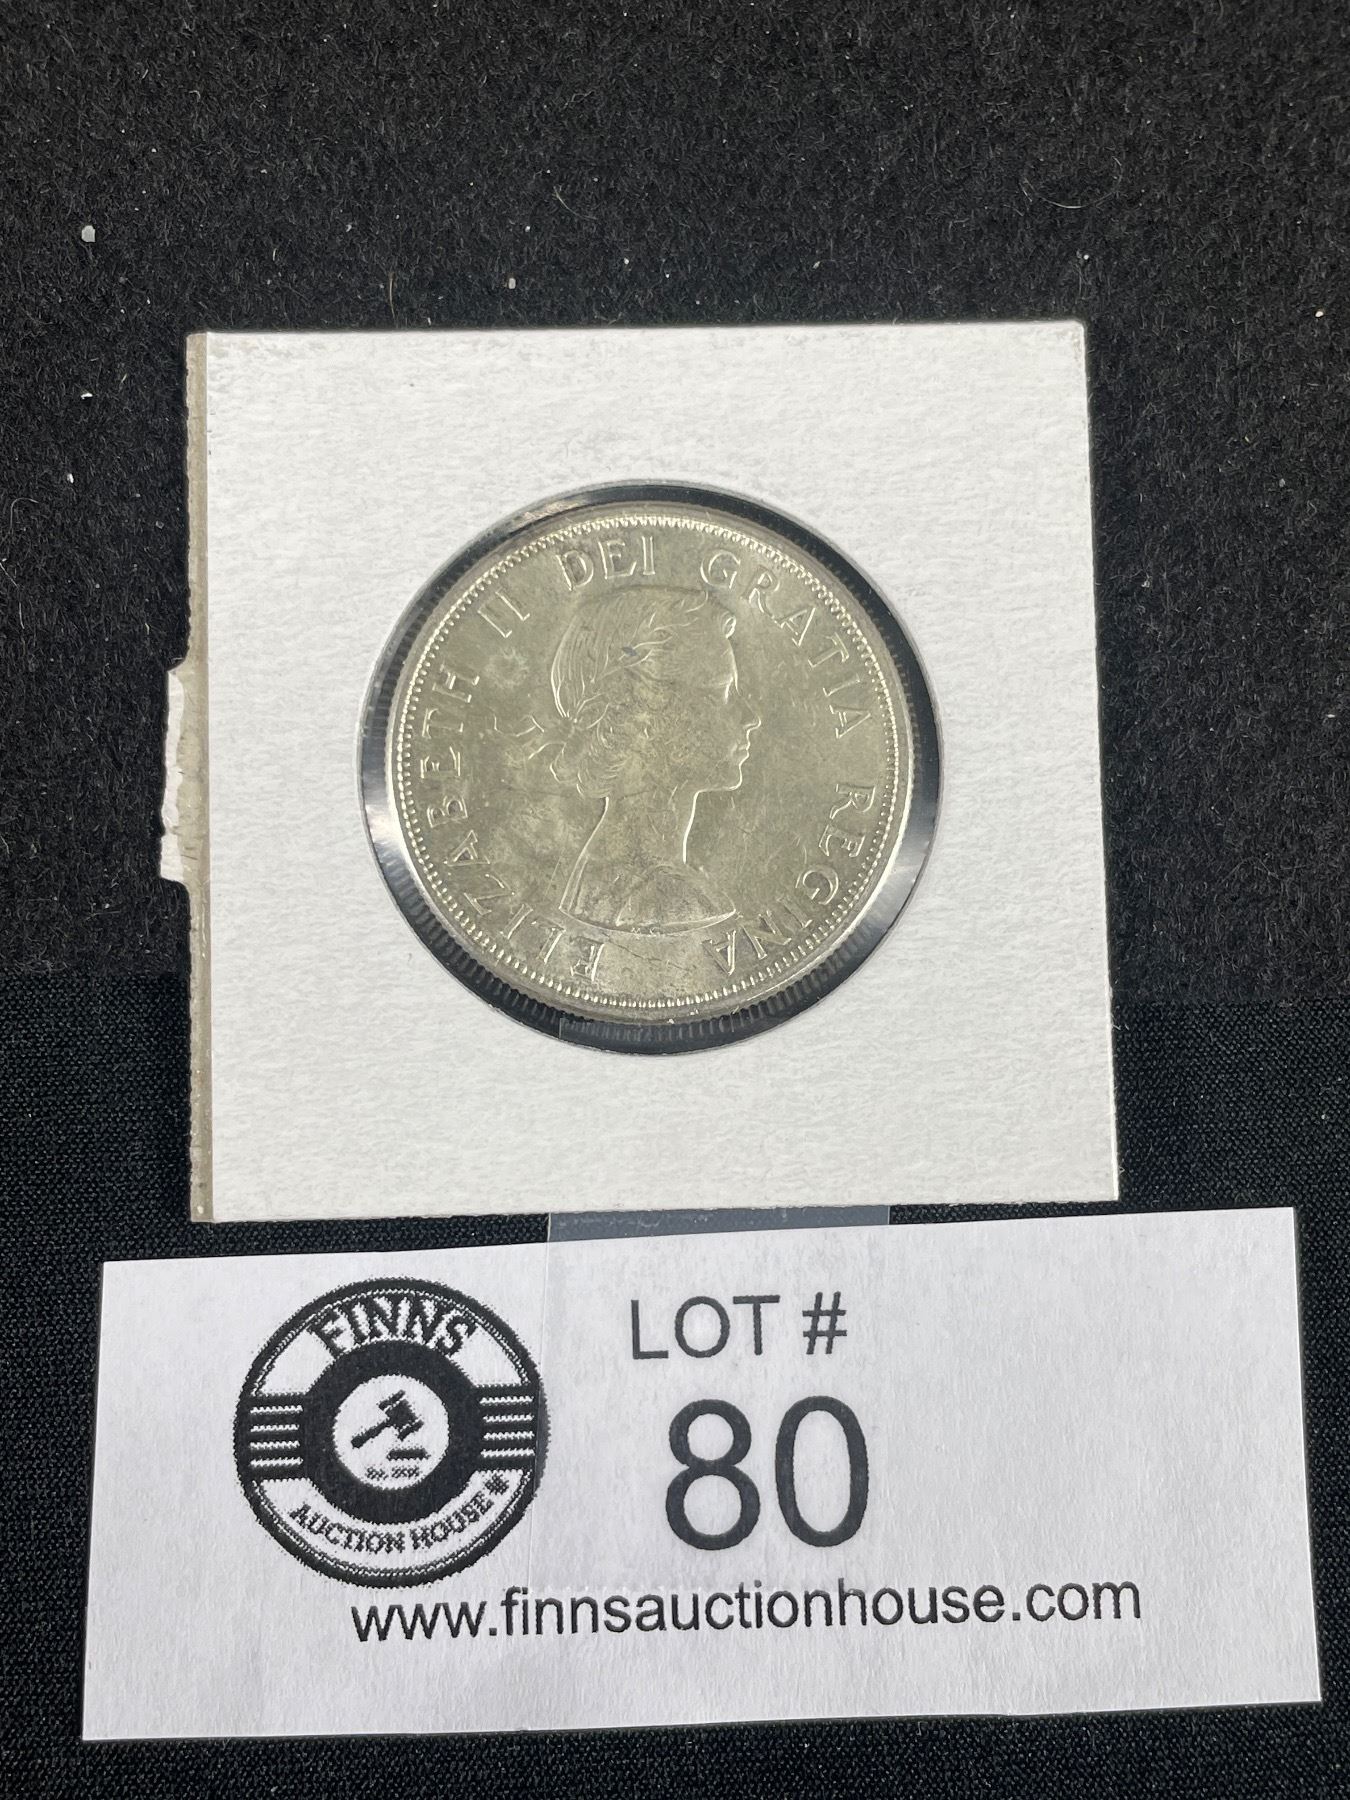 ELIZABETH II DEI GRATIA REGINA
FINNS
AUCTION HOUSE
LOT #
80
www.finnsauctionhouse.com